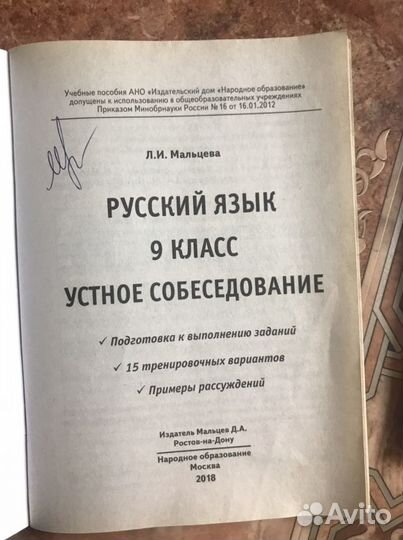 Учебные пособия АНО «Издательский дом «Народное образование»
допущены к использованию в общеобразовательных учреждениях
Приказом Минобрнауки России № 16 от 16.01.2012
Л.И. Мальцева
РУССКИЙ ЯЗЫК
9 КЛАСС
УСТНОЕ СОБЕСЕДОВАНИЕ
✓ Подготовка к выполнению заданий
✓ 15 тренировочных вариантов
✓ Примеры рассуждений
Издатель Мальцев Д.А.
Ростов-на-Дону
Народное образование
Москва
2018
Avito